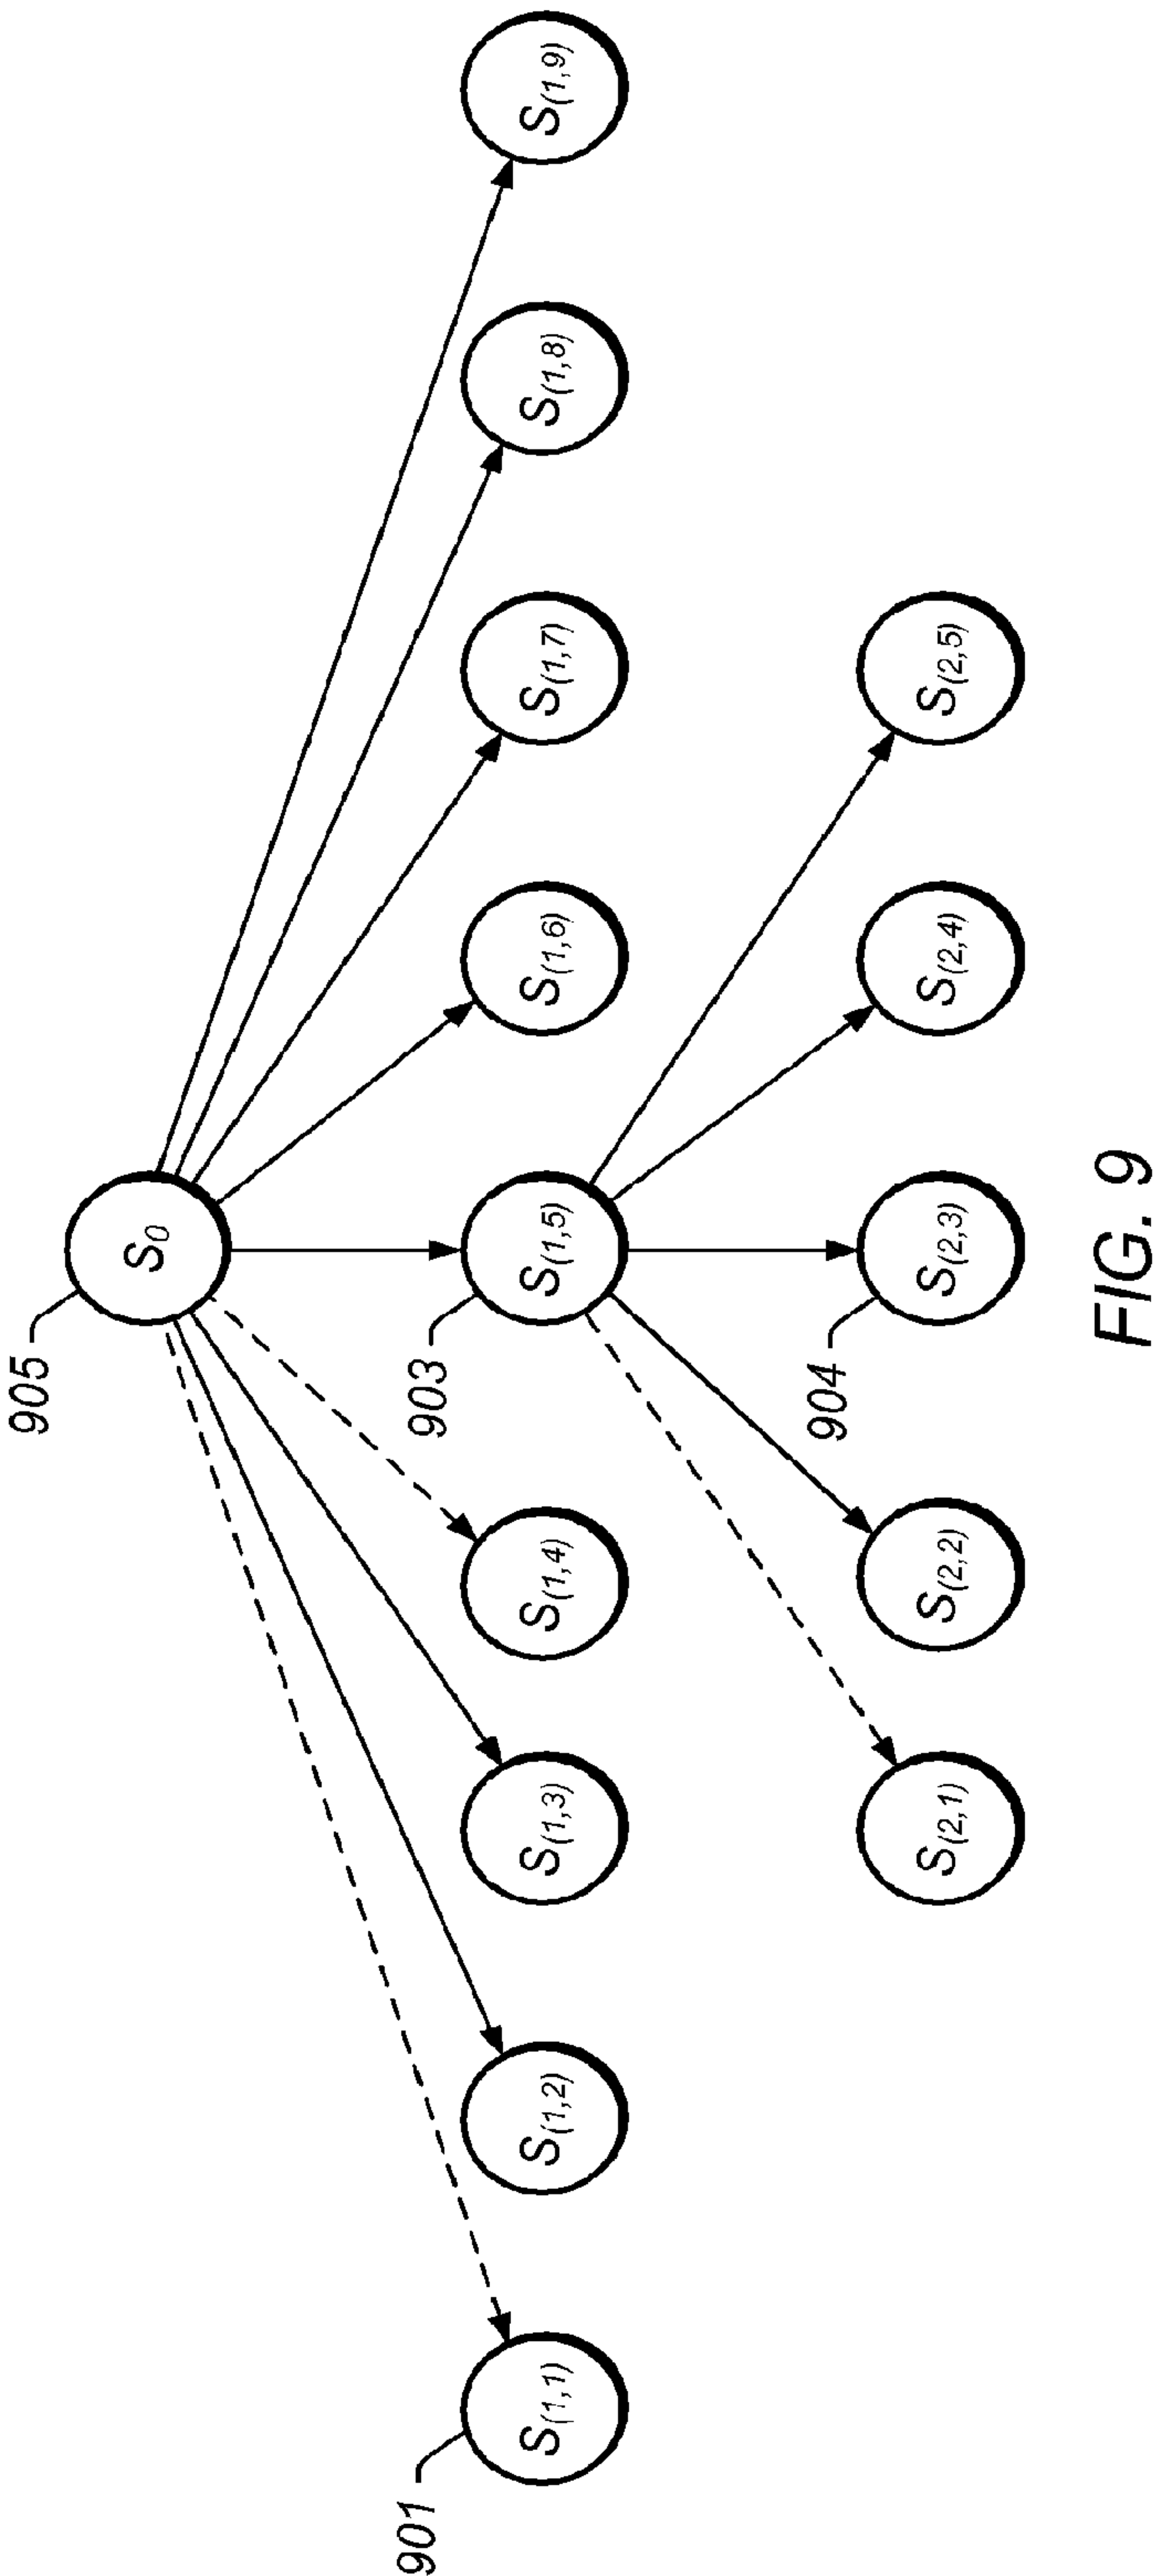 905
S0
901
S(1,1)
S(1,2)
S(1,3)
S(1,4)
903
S(1,5)
S(1,6)
S(1,7)
S(1,8)
S(1,9)
S(2,1)
S(2,2)
904
S(2,3)
S(2,4)
S(2,5)
FIG. 9